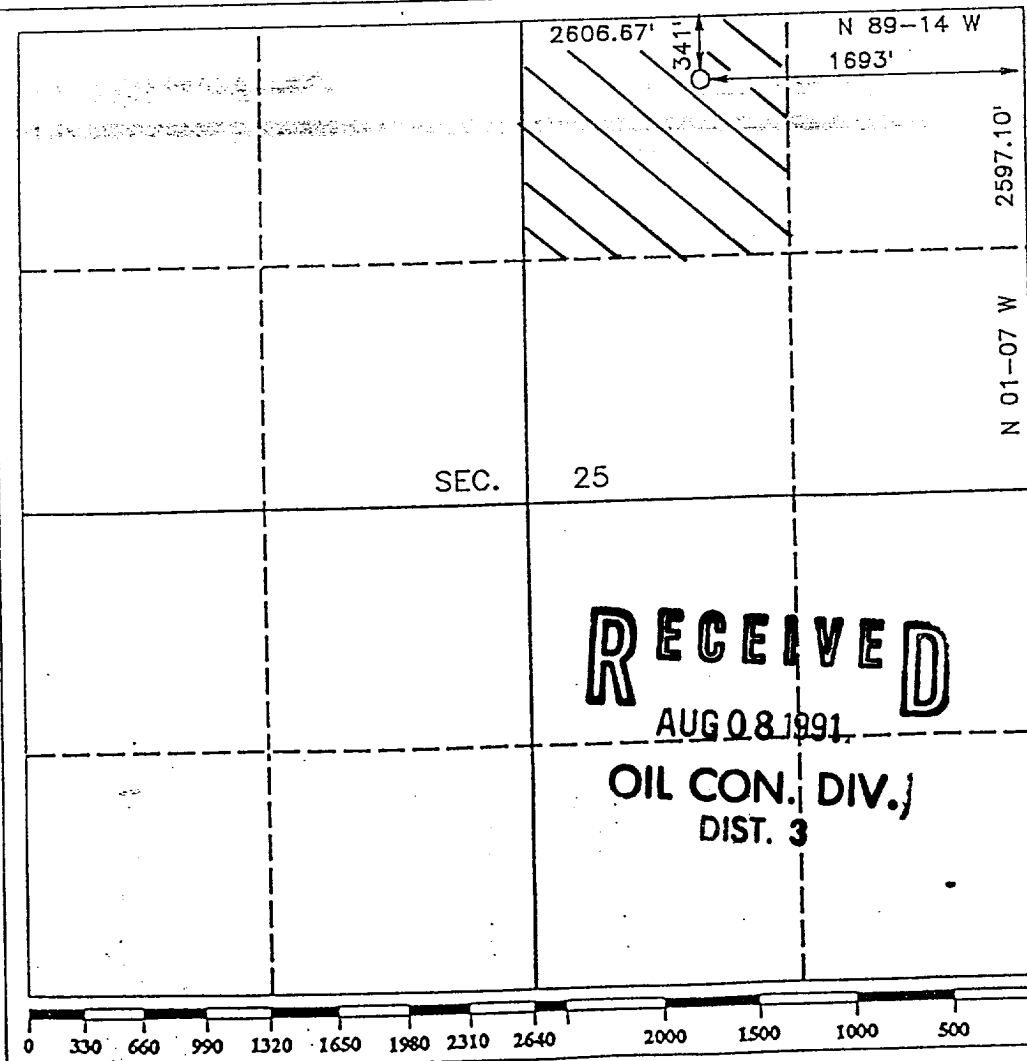 2606.67'
341'
N 89-14 W
1693'
2597.10'
N 01-07 W
SEC. 25
RECEIVED
AUG 08 1991
OIL CON. DIV.
DIST. 3
0 330 660 990 1320 1650 1980 2310 2640 2000 1500 1000 500